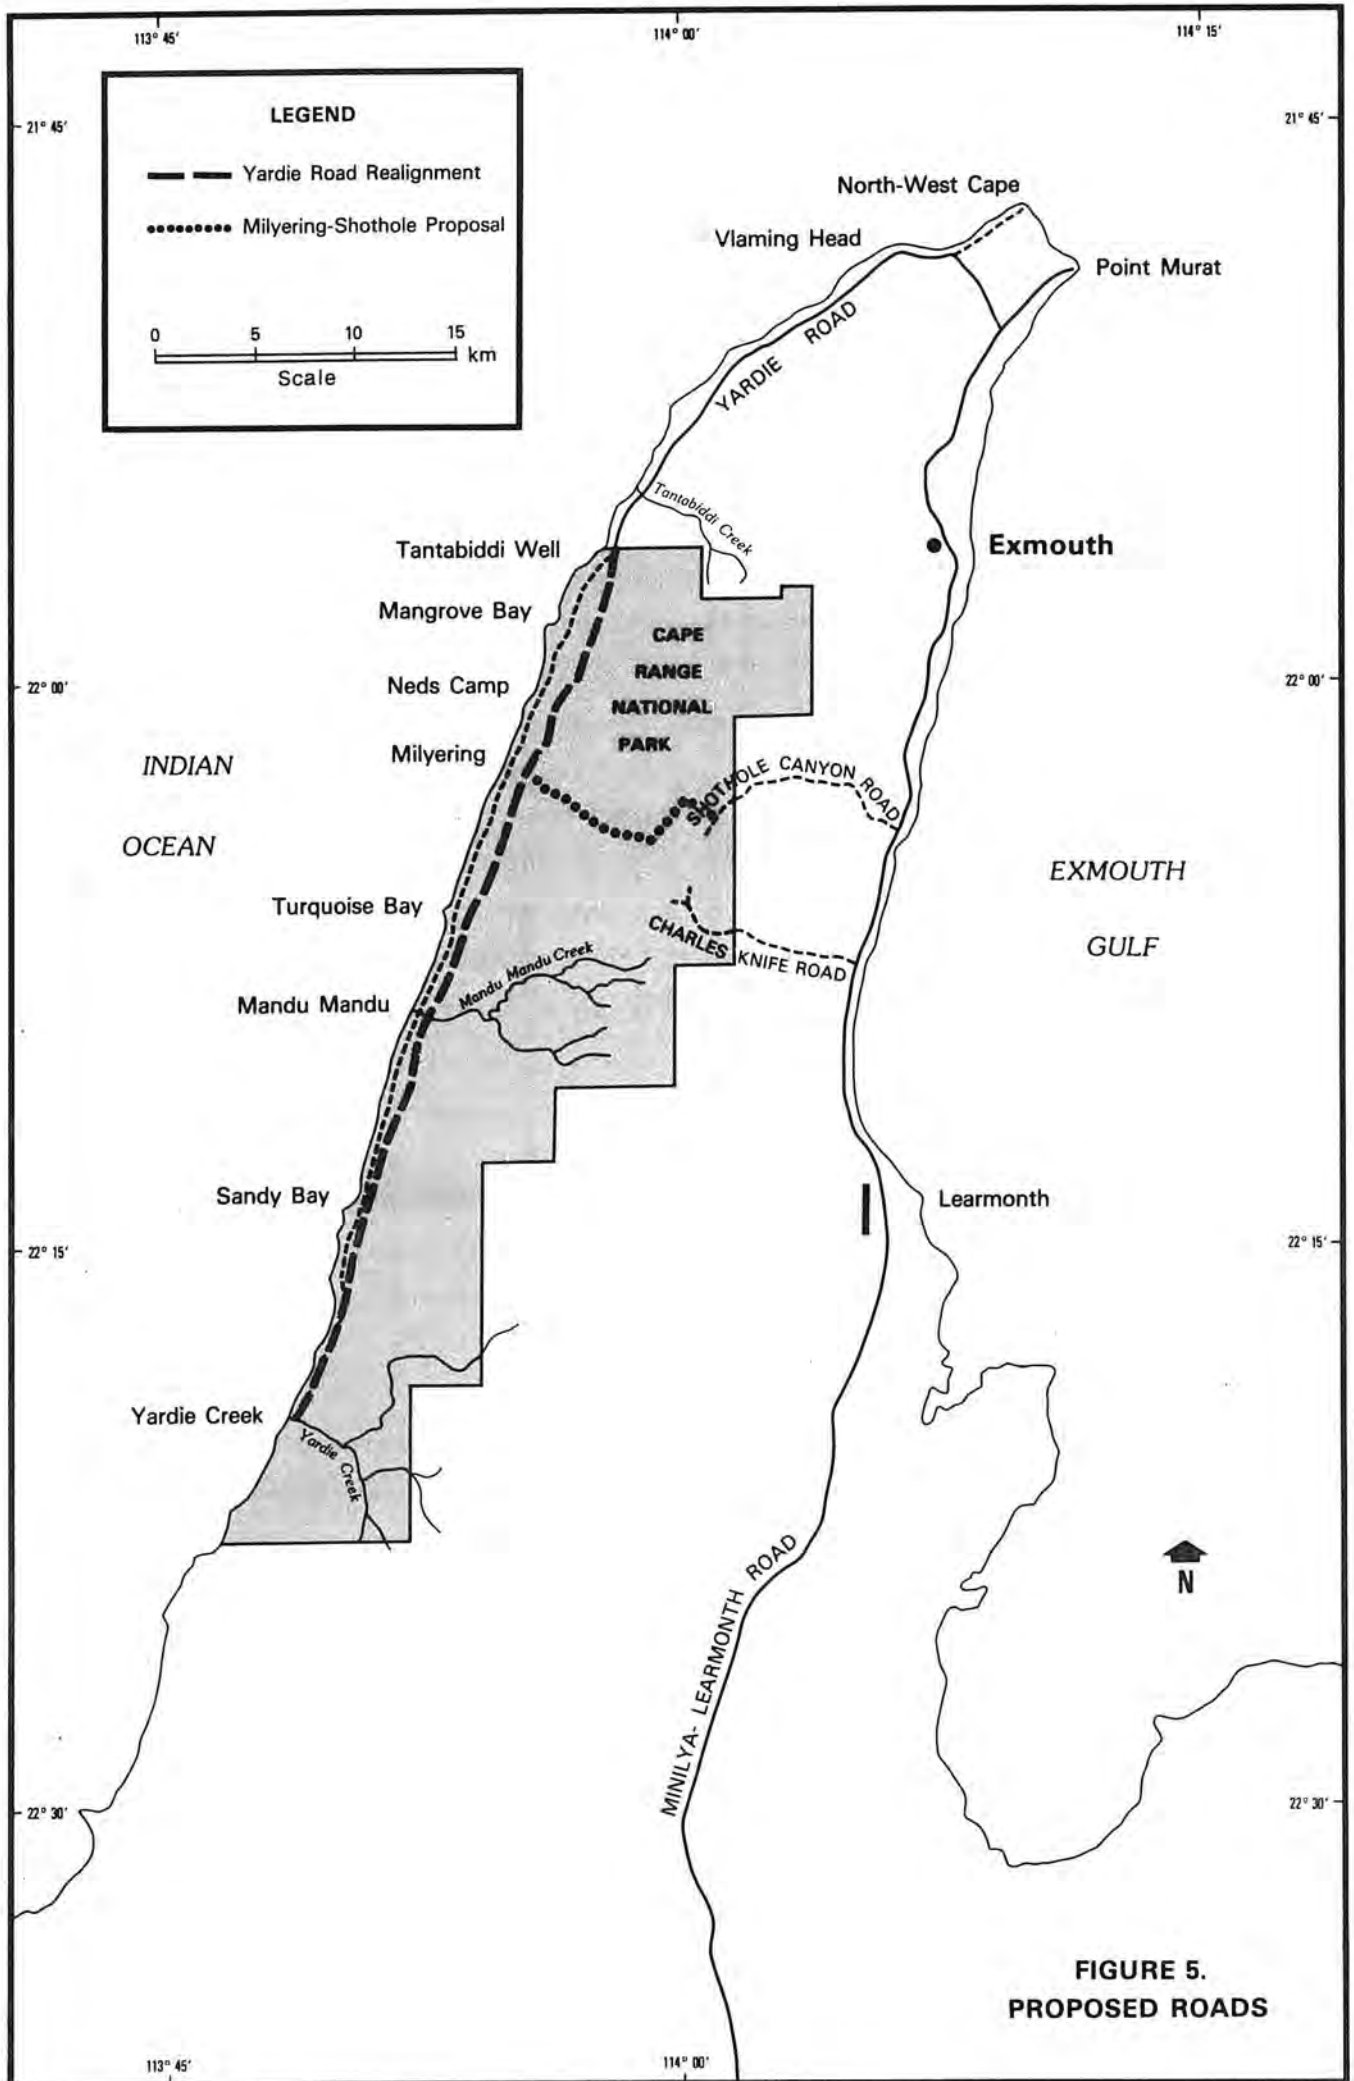 113° 45'
114° 00'
114° 15'
LEGEND
Yardie Road Realignment
Milyering-Shothole Proposal
0 5 10 15 km
Scale
21° 45'
21° 45'
North-West Cape
Vlaming Head
Point Murat
YARDIE ROAD
Tantabiddi Creek
Tantabiddi Well
Exmouth
Mangrove Bay
CAPE
RANGE
NATIONAL
PARK
Neds Camp
22° 00'
22° 00'
Milyering
INDIAN
OCEAN
SHOTHOLE CANYON ROAD
EXMOUTH
GULF
Turquoise Bay
CHARLES KNIFE ROAD
Mandu Mandu Creek
Mandu Mandu
Sandy Bay
Learmonth
22° 15'
22° 15'
Yardie Creek
Yardie Creek
N
MINILYA- LEARMONTH ROAD
22° 30'
22° 30'
FIGURE 5.
PROPOSED ROADS
113° 45'
114° 00'